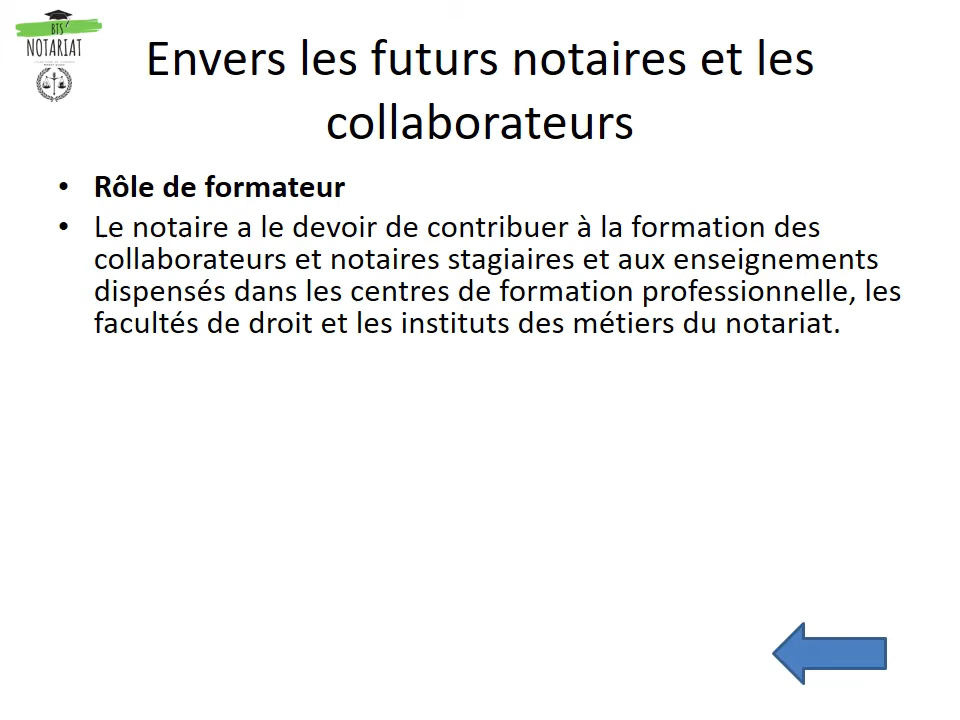 BTS
NOTARIAT
Envers les futurs notaires et les
collaborateurs
• Rôle de formateur
• Le notaire a le devoir de contribuer à la formation des
collaborateurs et notaires stagiaires et aux enseignements
dispensés dans les centres de formation professionnelle, les
facultés de droit et les instituts des métiers du notariat.